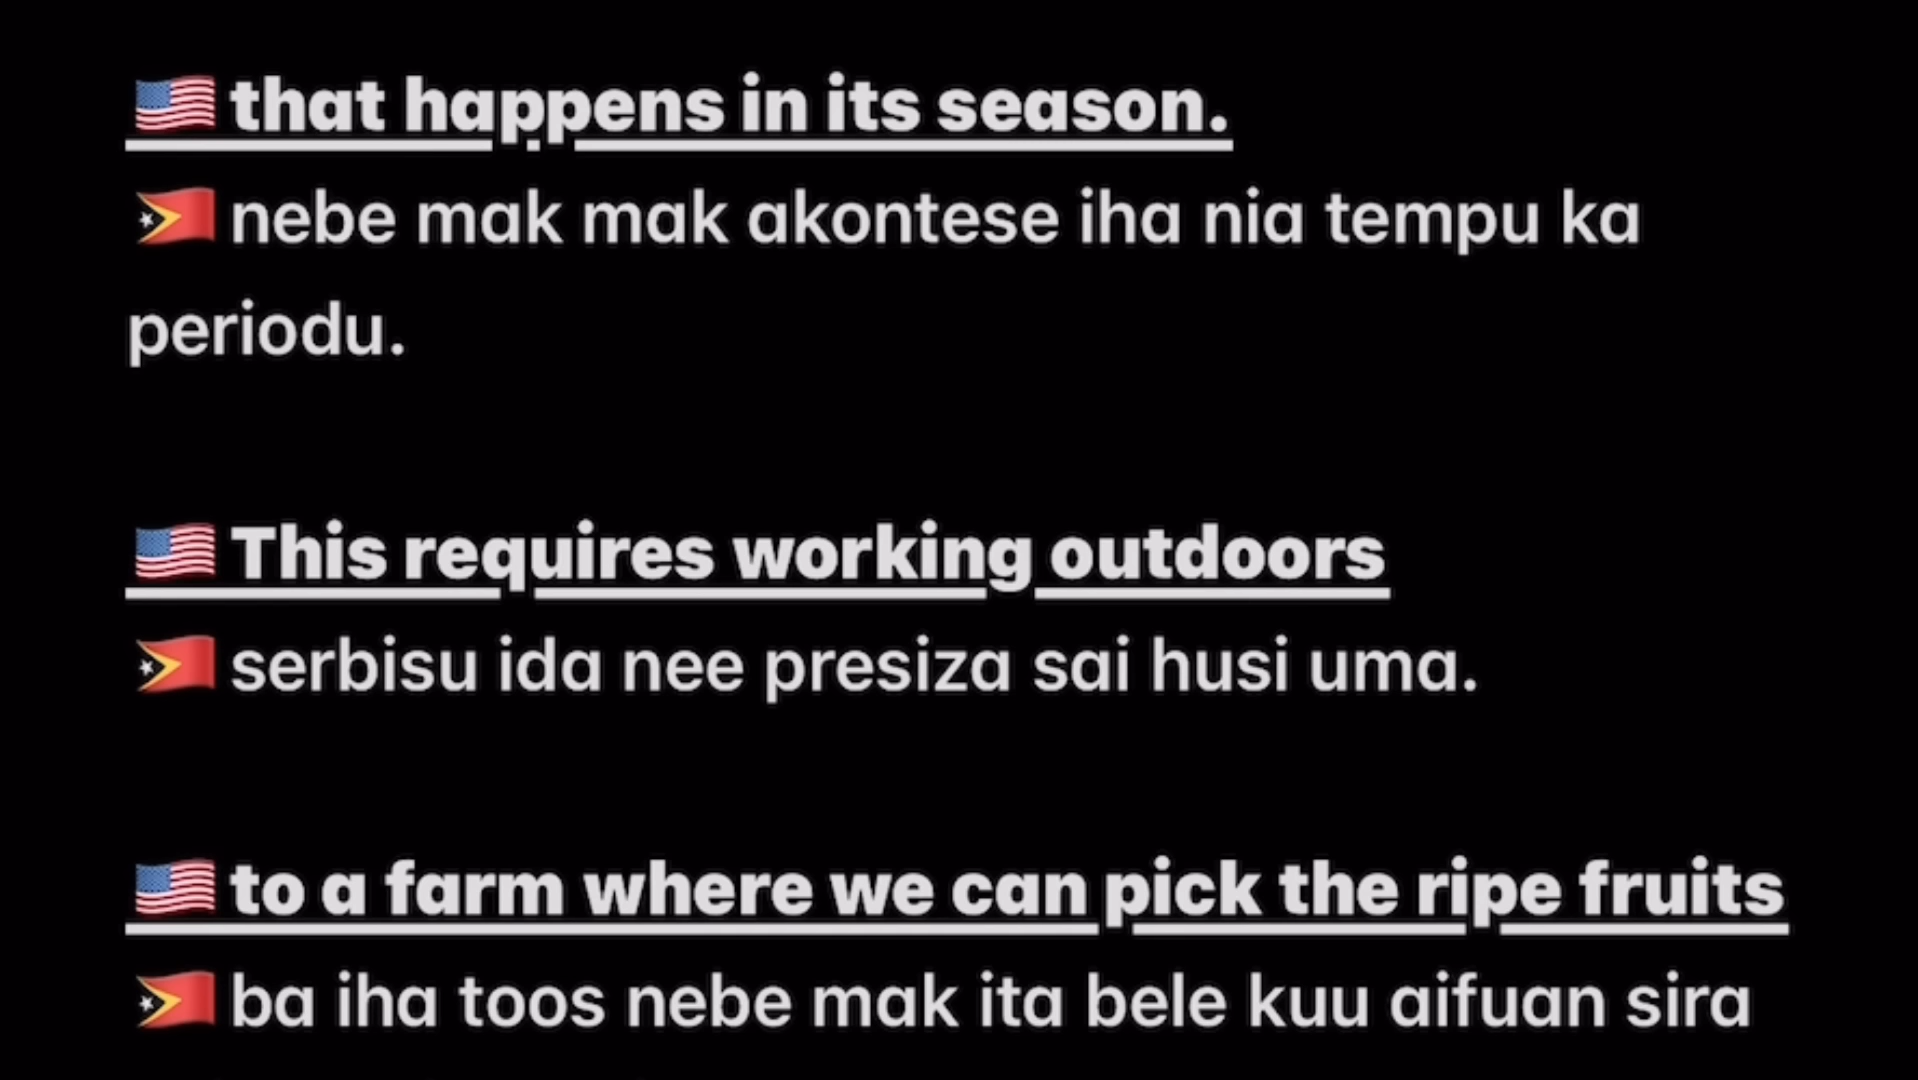 🇺🇸 that happens in its season.
🇹🇱 nebe mak mak akontese iha nia tempu ka
periodu.
🇺🇸 This requires working outdoors
🇹🇱 serbisu ida nee presiza sai husi uma.
🇺🇸 to a farm where we can pick the ripe fruits
🇹🇱 ba iha toos nebe mak ita bele kuu aifuan sira